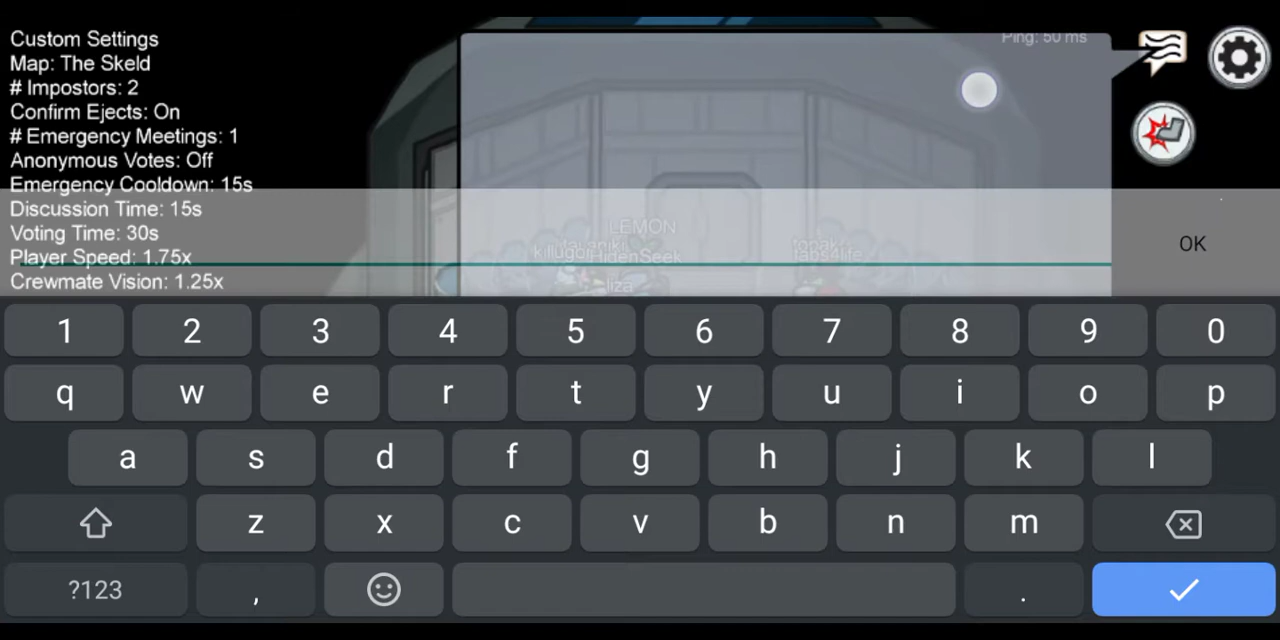 Custom Settings
Map: The Skeld
# Impostors: 2
Confirm Ejects: On
# Emergency Meetings: 1
Anonymous Votes: Off
Emergency Cooldown: 15s
Discussion Time: 15s
Voting Time: 30s
Player Speed: 1.75x
Crewmate Vision: 1.25x
Ping: 50 ms
LEMON
HidenSeek
tabs4life
liza
OK
1 2 3 4 5 6 7 8 9 0
q w e r t y u i o p
a s d f g h j k l
z x c v b n m
?123 , .